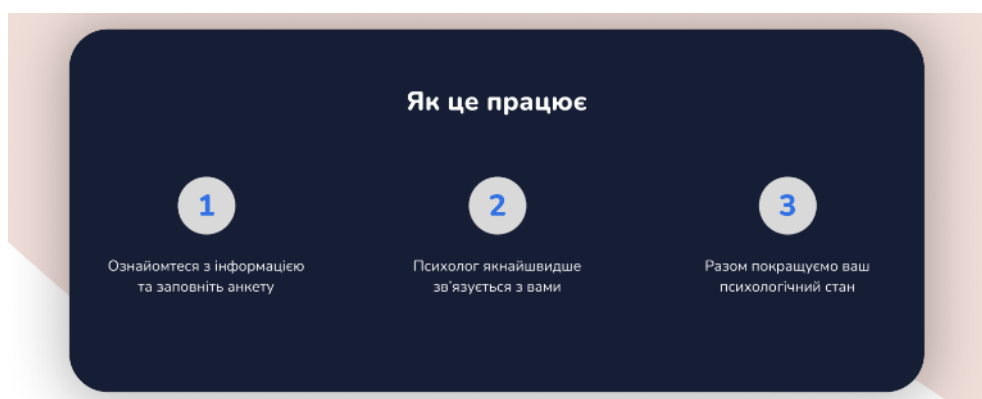 Як це працює
1
2
3
Ознайомтеся з інформацією
та заповніть анкету
Психолог якнайшвидше
зв'язується з вами
Разом покращуємо ваш
психологічний стан